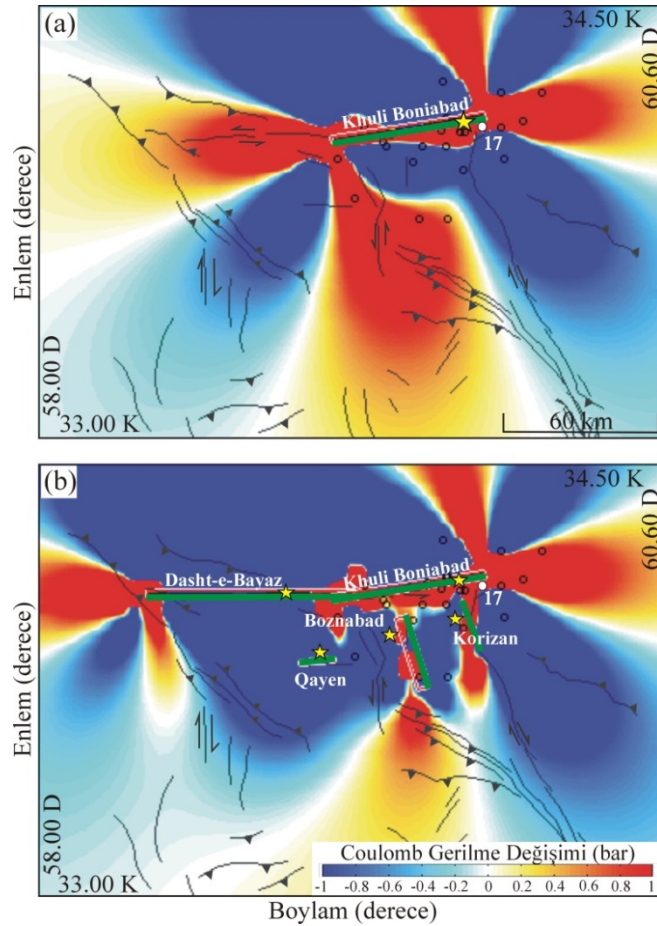 (a)
34.50 K
60.60 D
Khuli Boniabad
17
Enlem (derece)
58.00 D
33.00 K
60 km
(b)
34.50 K
60.60 D
Dasht-e-Bayaz
Khuli Boniabad
17
Boznabad
Korizan
Qayen
Enlem (derece)
58.00 D
33.00 K
Coulomb Gerilme Değişimi (bar)
-1 -0.8 -0.6 -0.4 -0.2 0 0.2 0.4 0.6 0.8 1
Boylam (derece)